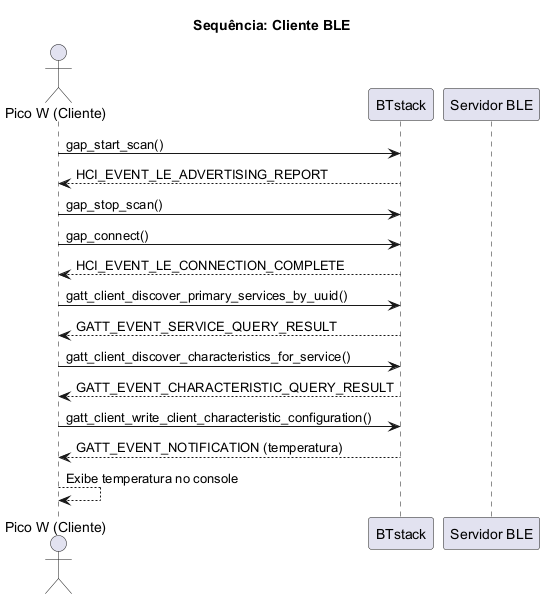 Sequência: Cliente BLE
Pico W (Cliente)
BTstack
Servidor BLE
gap_start_scan()
HCI_EVENT_LE_ADVERTISING_REPORT
gap_stop_scan()
gap_connect()
HCI_EVENT_LE_CONNECTION_COMPLETE
gatt_client_discover_primary_services_by_uuid()
GATT_EVENT_SERVICE_QUERY_RESULT
gatt_client_discover_characteristics_for_service()
GATT_EVENT_CHARACTERISTIC_QUERY_RESULT
gatt_client_write_client_characteristic_configuration()
GATT_EVENT_NOTIFICATION (temperatura)
Exibe temperatura no console
Pico W (Cliente)
BTstack
Servidor BLE